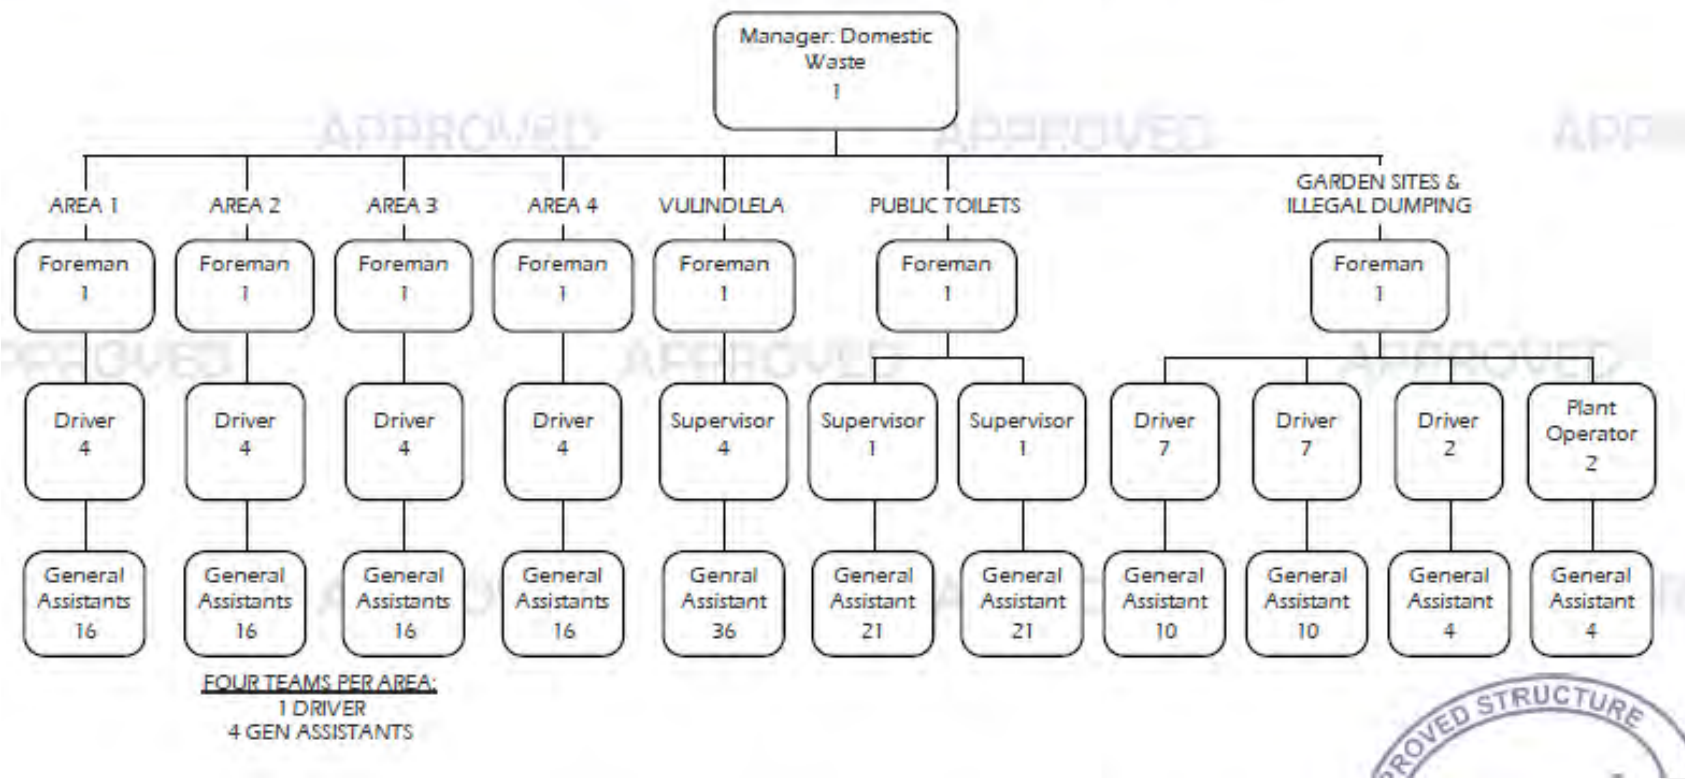 Manager: Domestic
Waste
1
APPROVED
APPROVED
AREA 1
AREA 2
AREA 3
AREA 4
VULINDLELA
PUBLIC TOILETS
GARDEN SITES &
ILLEGAL DUMPING
Foreman
1
Foreman
1
Foreman
1
Foreman
1
Foreman
1
Foreman
1
Foreman
1
APPROVED
APPROVED
Driver
4
Driver
4
Driver
4
Driver
4
Supervisor
4
Supervisor
1
Supervisor
1
Driver
7
Driver
7
Driver
2
Plant
Operator
2
General
Assistants
16
General
Assistants
16
General
Assistants
16
General
Assistants
16
Genral
Assistant
36
General
Assistant
21
General
Assistant
21
General
Assistant
10
General
Assistant
10
General
Assistant
4
General
Assistant
4
FOUR TEAMS PER AREA:
1 DRIVER
4 GEN ASSISTANTS
ROVED STRUCTURE